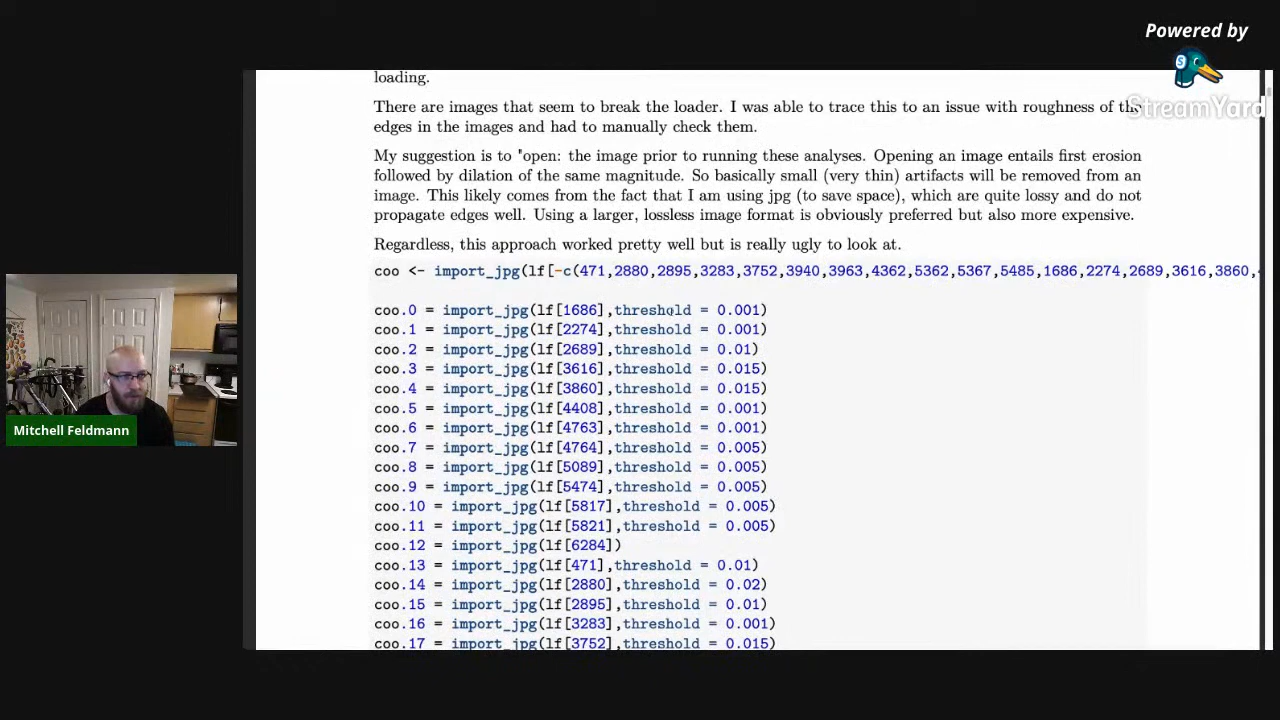 Powered by
StreamYard
loading.
There are images that seem to break the loader. I was able to trace this to an issue with roughness of the
edges in the images and had to manually check them.
My suggestion is to "open: the image prior to running these analyses. Opening an image entails first erosion
followed by dilation of the same magnitude. So basically small (very thin) artifacts will be removed from an
image. This likely comes from the fact that I am using jpg (to save space), which are quite lossy and do not
propagate edges well. Using a larger, lossless image format is obviously preferred but also more expensive.
Regardless, this approach worked pretty well but is really ugly to look at.
coo <- import_jpg(lf[-c(471,2880,2895,3283,3752,3940,3963,4362,5362,5367,5485,1686,2274,2689,3616,3860,
coo.0 = import_jpg(lf[1686],threshold = 0.001)
coo.1 = import_jpg(lf[2274],threshold = 0.001)
coo.2 = import_jpg(lf[2689],threshold = 0.01)
coo.3 = import_jpg(lf[3616],threshold = 0.015)
coo.4 = import_jpg(lf[3860],threshold = 0.015)
coo.5 = import_jpg(lf[4408],threshold = 0.001)
coo.6 = import_jpg(lf[4763],threshold = 0.001)
coo.7 = import_jpg(lf[4764],threshold = 0.005)
coo.8 = import_jpg(lf[5089],threshold = 0.005)
coo.9 = import_jpg(lf[5474],threshold = 0.005)
coo.10 = import_jpg(lf[5817],threshold = 0.005)
coo.11 = import_jpg(lf[5821],threshold = 0.005)
coo.12 = import_jpg(lf[6284])
coo.13 = import_jpg(lf[471],threshold = 0.01)
coo.14 = import_jpg(lf[2880],threshold = 0.02)
coo.15 = import_jpg(lf[2895],threshold = 0.01)
coo.16 = import_jpg(lf[3283],threshold = 0.001)
coo.17 = import_jpg(lf[3752],threshold = 0.015)
Mitchell Feldmann